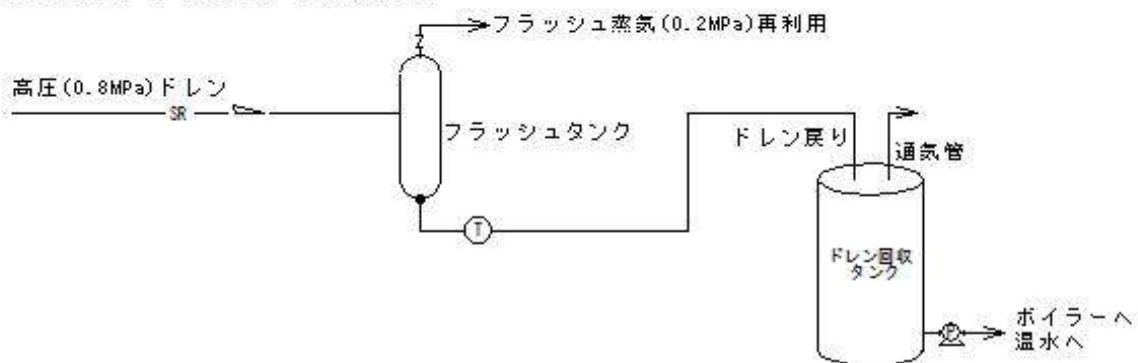 フラッシュ蒸気(0.2MPa)再利用
高圧(0.8MPa)ドレン
SR
フラッシュタンク
ドレン戻り
通気管
T
ドレン回収
タンク
P
ボイラーへ
温水へ